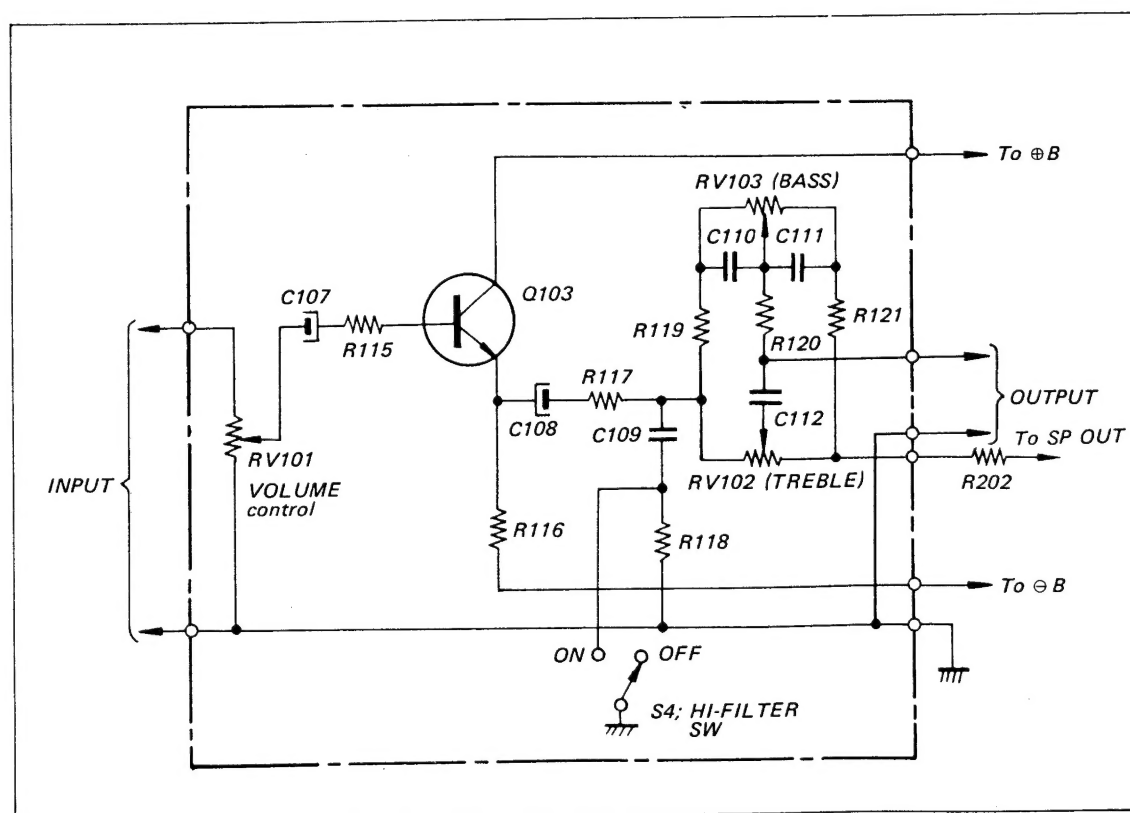 To ⊕ B
RV103 (BASS)
C110
C111
Q103
C107
R115
R119
R120
R121
R117
OUTPUT
C108
C109
C112
To SP OUT
RV101
RV102 (TREBLE)
R202
INPUT
VOLUME
control
R116
R118
To ⊖ B
ON
OFF
S4; HI-FILTER
SW